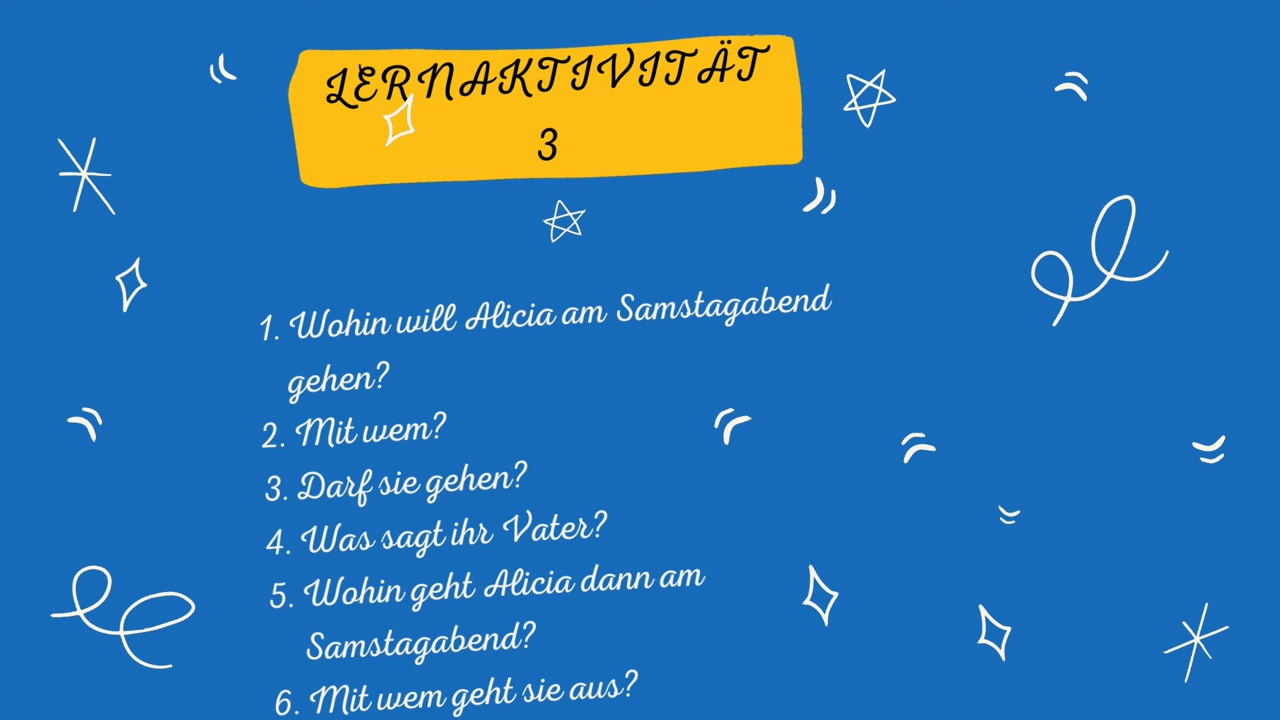 LERNAKTIVITÄT
3
1. Wohin will Alicia am Samstagabend
gehen?
2. Mit wem?
3. Darf sie gehen?
4. Was sagt ihr Vater?
5. Wohin geht Alicia dann am
Samstagabend?
6. Mit wem geht sie aus?